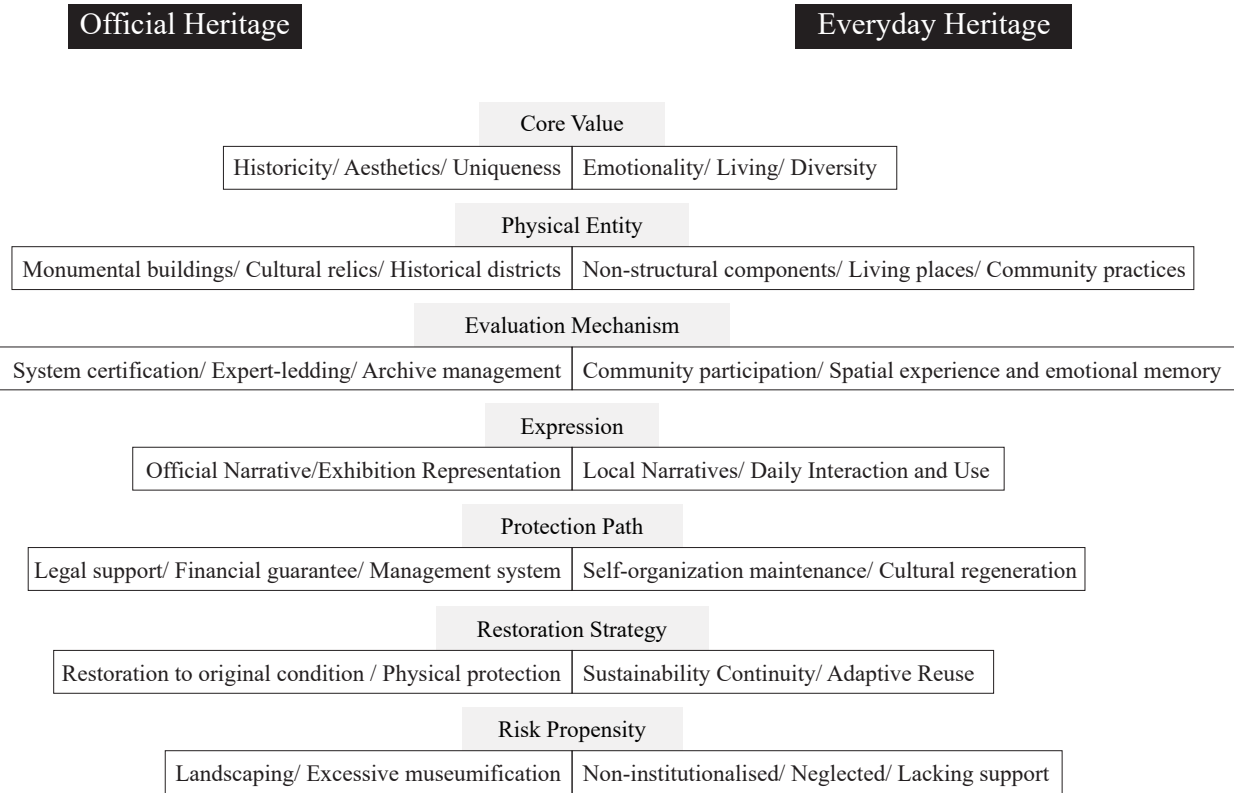 Official Heritage
Everyday Heritage
Core Value
Historicity/ Aesthetics/ Uniqueness
Emotionality/ Living/ Diversity
Physical Entity
Monumental buildings/ Cultural relics/ Historical districts
Non-structural components/ Living places/ Community practices
Evaluation Mechanism
System certification/ Expert-ledding/ Archive management
Community participation/ Spatial experience and emotional memory
Expression
Official Narrative/Exhibition Representation
Local Narratives/ Daily Interaction and Use
Protection Path
Legal support/ Financial guarantee/ Management system
Self-organization maintenance/ Cultural regeneration
Restoration Strategy
Restoration to original condition / Physical protection
Sustainability Continuity/ Adaptive Reuse
Risk Propensity
Landscaping/ Excessive museumification
Non-institutionalised/ Neglected/ Lacking support